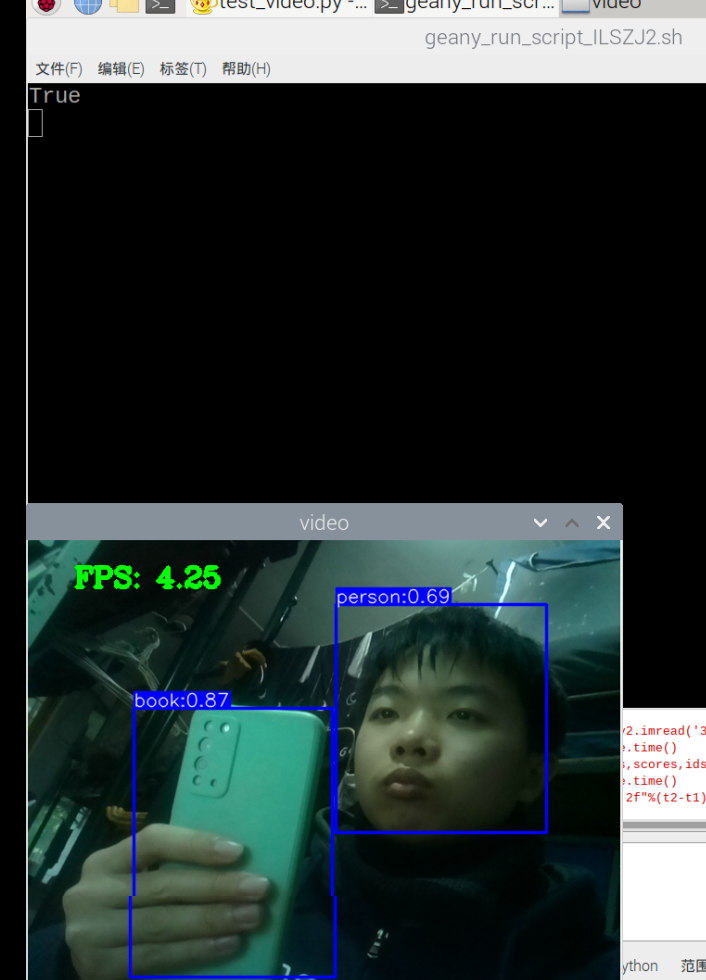 test_video.py -... geany_run_scr... video
geany_run_script_ILSZJ2.sh
文件(F) 编辑(E) 标签(T) 帮助(H)
True
video
FPS: 4.25
person:0.69
book:0.87
2.imread('3
.time()
s,scores,ids
.time()
2f"%(t2-t1)
ython 范围